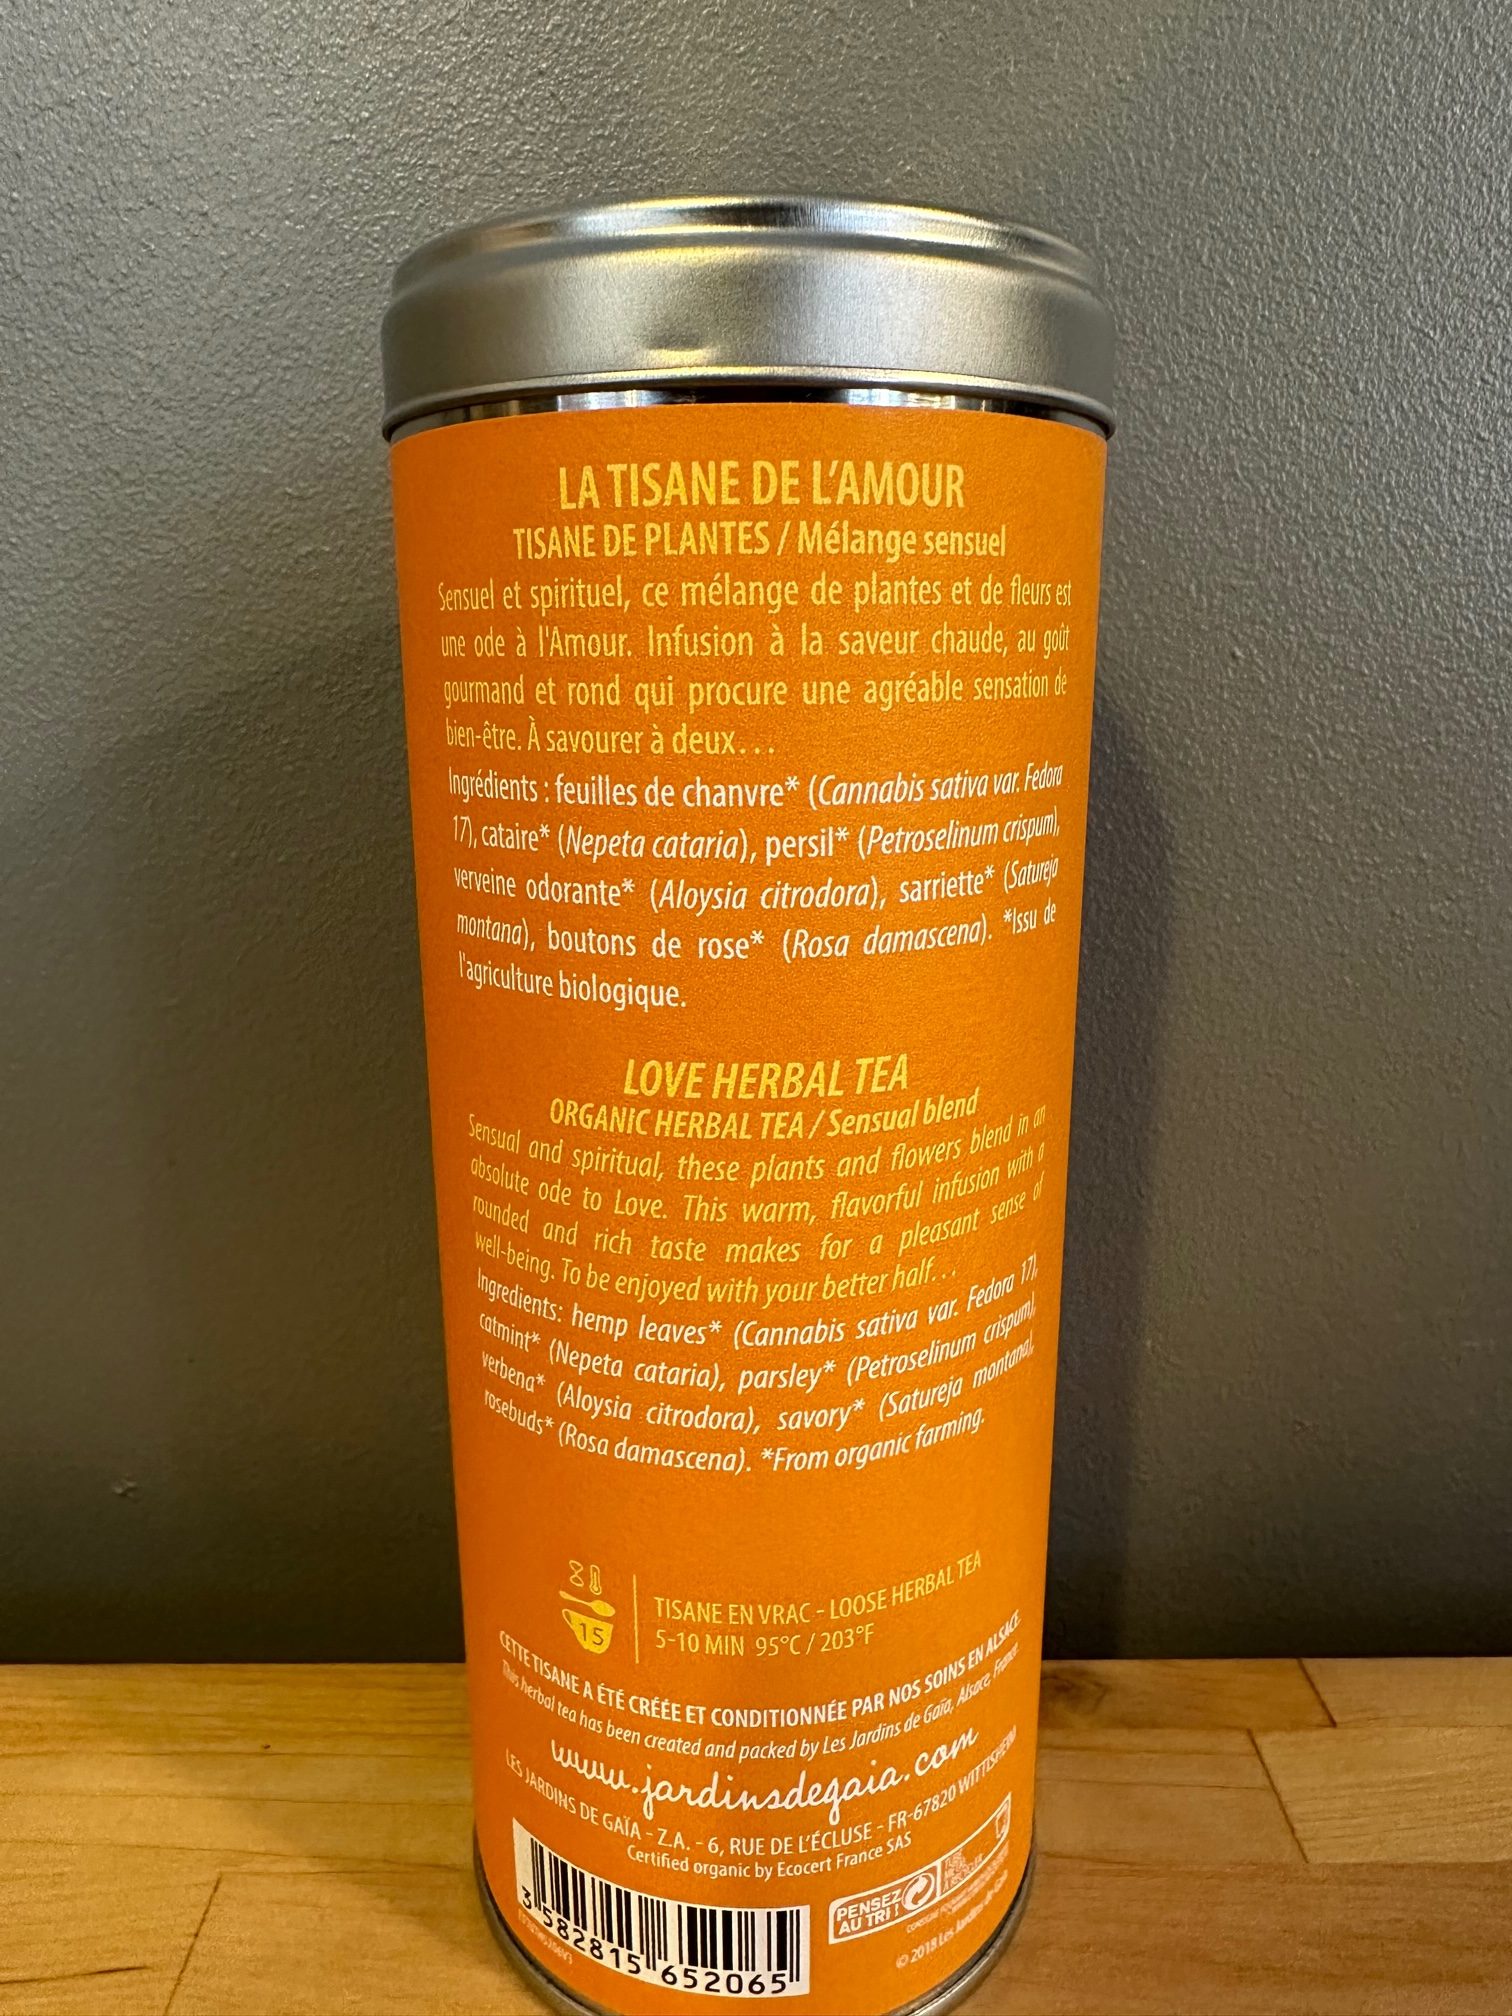 LA TISANE DE L'AMOUR
TISANE DE PLANTES / Mélange sensuel
Sensuel et spirituel, ce mélange de plantes et de fleurs est
une ode à l'Amour. Infusion à la saveur chaude, au goût
gourmand et rond qui procure une agréable sensation de
bien-être. À savourer à deux...
Ingrédients : feuilles de chanvre* (Cannabis sativa var. Fedora
17), cataire* (Nepeta cataria), persil* (Petroselinum crispum),
verveine odorante* (Aloysia citrodora), sarriette* (Satureja
montana), boutons de rose* (Rosa damascena). *Issu de
l'agriculture biologique.
LOVE HERBAL TEA
ORGANIC HERBAL TEA / Sensual blend
Sensual and spiritual, these plants and flowers blend in an
absolute ode to Love. This warm, flavorful infusion with a
rounded and rich taste makes for a pleasant sense of
well-being. To be enjoyed with your better half...
Ingredients: hemp leaves* (Cannabis sativa var. Fedora 17),
catmint* (Nepeta cataria), parsley* (Petroselinum crispum),
verbena* (Aloysia citrodora), savory* (Satureja montana),
rosebuds* (Rosa damascena). *From organic farming.
15
TISANE EN VRAC - LOOSE HERBAL TEA
5-10 MIN 95°C / 203°F
CETTE TISANE A ÉTÉ CRÉÉE ET CONDITIONNÉE PAR NOS SOINS EN ALSACE.
This herbal tea has been created and packed by Les Jardins de Gaïa, Alsace, France.
www.jardinsdegaia.com
LES JARDINS DE GAÏA - Z.A. - 6, RUE DE L'ÉCLUSE - FR-67820 WITTISHEIM
Certified organic by Ecocert France SAS
PENSEZ
AU TRI !
© 2018 Les Jardins de Gaïa
3 582815 652065